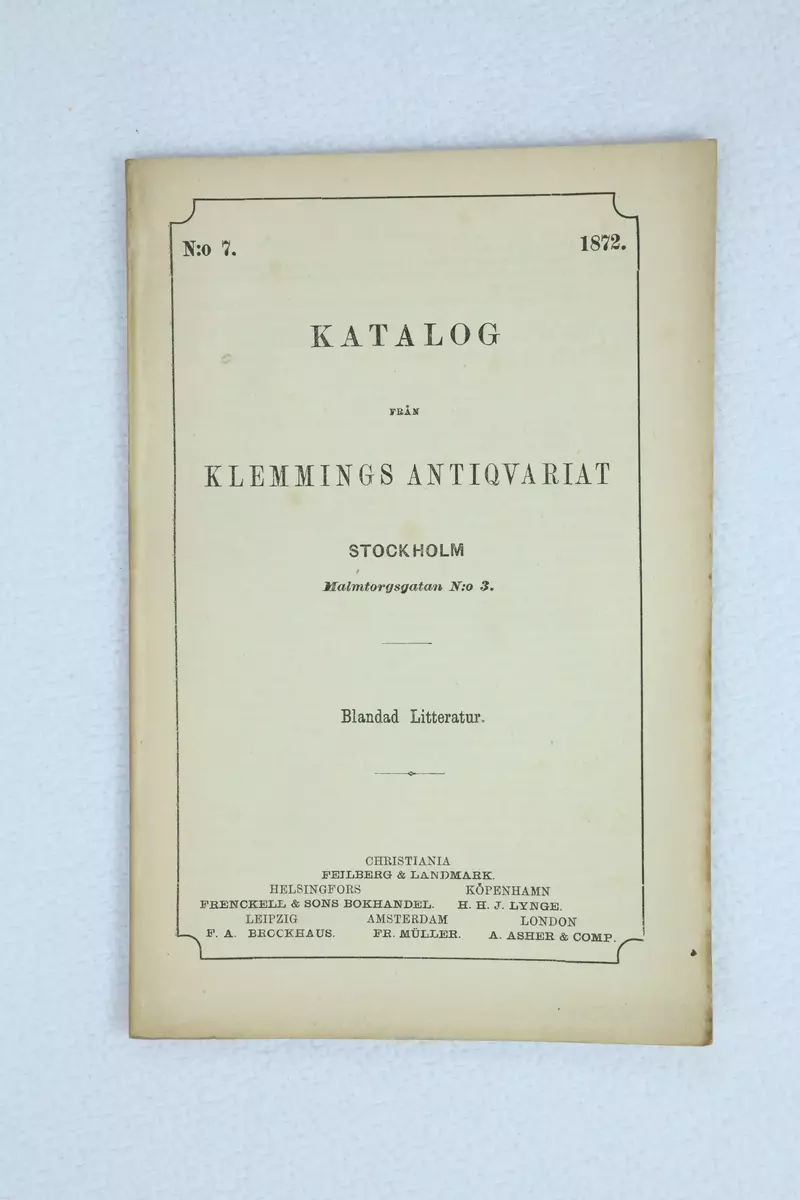 N:o 7. 1872.
KATALOG
FRÅN
KLEMMINGS ANTIQVARIAT
STOCKHOLM
Malmtorgsgatan N:o 3.
Blandad Litteratur.
CHRISTIANIA
FEILBERG & LANDMARK.
HELSINGFORS KÖPENHAMN
FRENCKELL & SONS BOKHANDEL. H. H. J. LYNGE.
LEIPZIG AMSTERDAM LONDON
F. A. BROCKHAUS. FR. MÜLLER. A. ASHER & COMP.